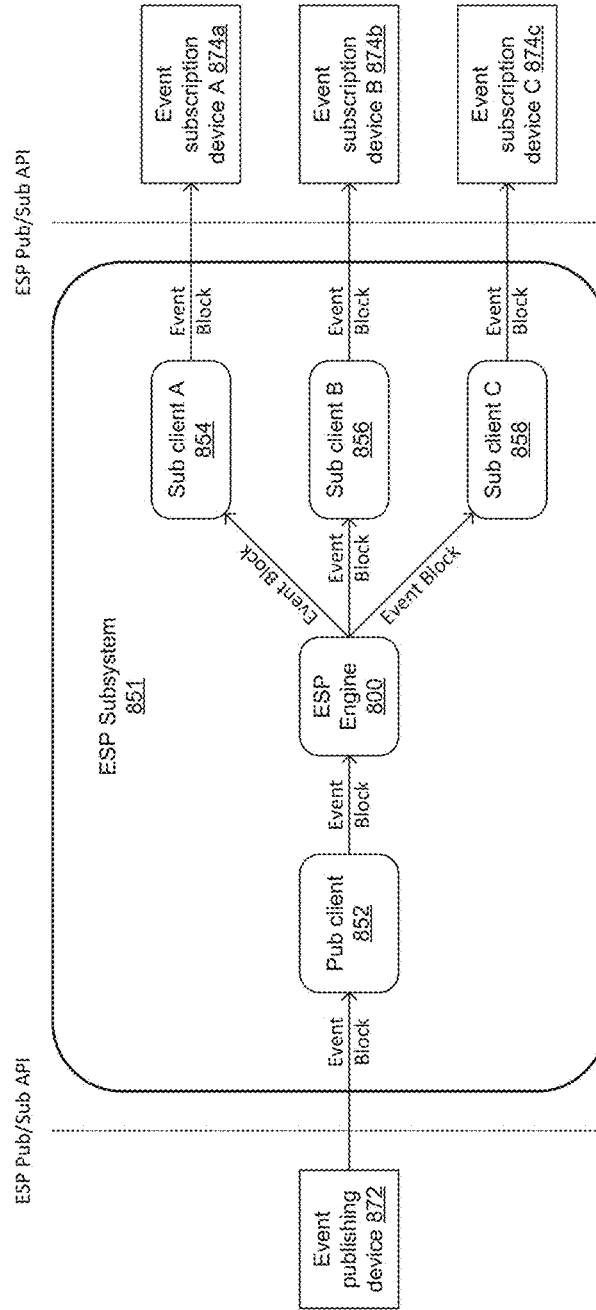 ESP Pub/Sub API
ESP Pub/Sub API
Event
publishing
device 872
Event
Block
Pub client
852
Event
Block
ESP
Engine
800
ESP Subsystem
851
Event Block
Event
Block
Event Block
Sub client A
854
Sub client B
856
Sub client C
858
Event
Block
Event
Block
Event
Block
Event
subscription
device A 874a
Event
subscription
device B 874b
Event
subscription
device C 874c